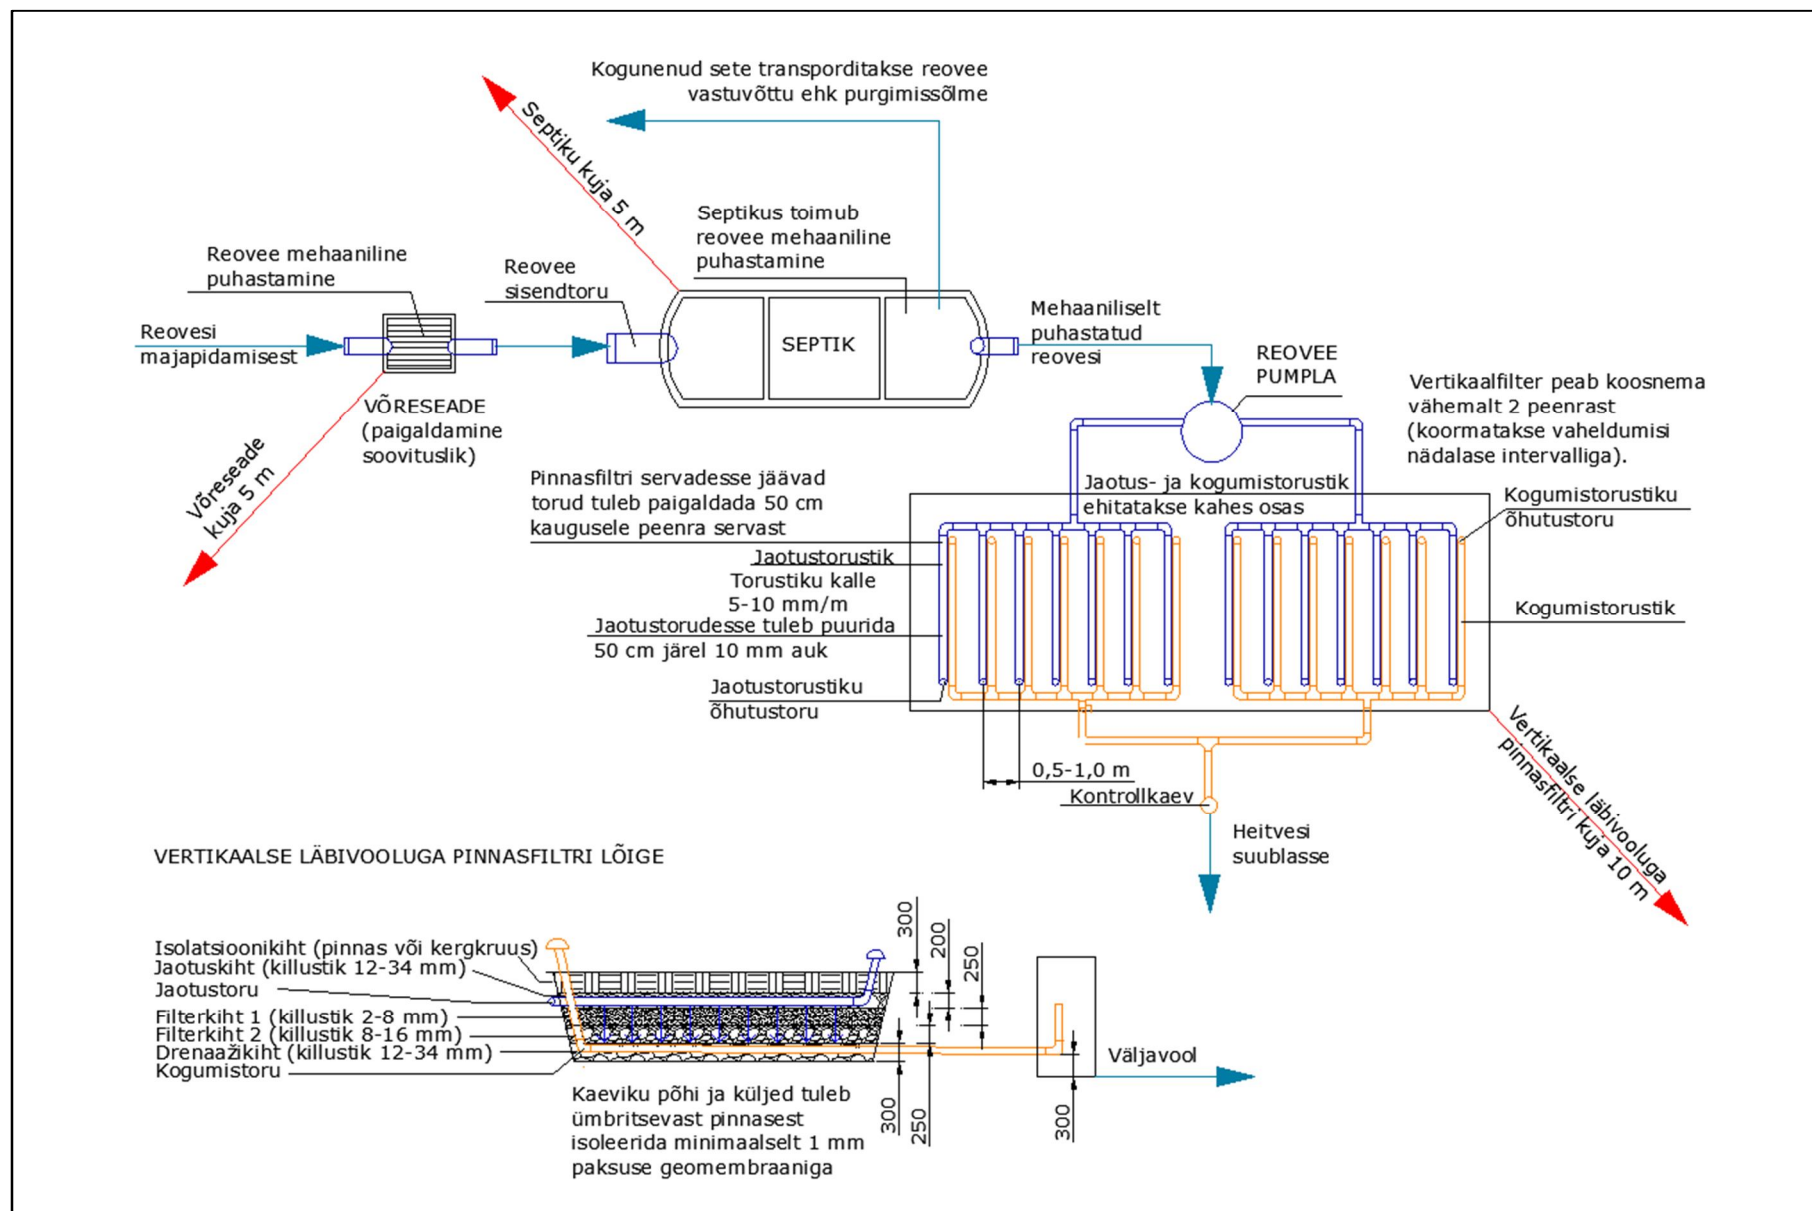 Kogunenud sete transporditakse reovee
vastuvõttu ehk purgimissõlme
Septiku kuja 5 m
Septikus toimub
reovee mehaaniline
puhastamine
Reovee mehaaniline
puhastamine
Reovee
sisendtoru
Reovesi
majapidamisest
SEPTIK
Mehaaniliselt
puhastatud
reovesi
REOVEE
PUMPLA
VÕRESEADE
(paigaldamine
soovituslik)
Võreseade
kuja 5 m
Vertikaalfilter peab koosnema
vähemalt 2 peenrast
(koormatakse vaheldumisi
nädalase intervalliga).
Pinnasfiltri servadesse jäävad
torud tuleb paigaldada 50 cm
kaugusele peenra servast
Jaotus- ja kogumistorustik
ehitatakse kahes osas
Kogumistorustiku
õhutustoru
Jaotustorustik
Torustiku kalle
5-10 mm/m
Jaotustorudesse tuleb puurida
50 cm järel 10 mm auk
Kogumistorustik
Jaotustorustiku
õhutustoru
0,5-1,0 m
Kontrollkaev
Vertikaalse läbivooluga
pinnasfiltri kuja 10 m
Heitvesi
suublasse
VERTIKAALSE LÄBIVOOLUGA PINNASFILTRI LÕIGE
Isolatsioonikiht (pinnas või kergkruus)
Jaotuskiht (killustik 12-34 mm)
Jaotustoru
Filterkiht 1 (killustik 2-8 mm)
Filterkiht 2 (killustik 8-16 mm)
Drenaažikiht (killustik 12-34 mm)
Kogumistoru
300
200
250
300
250
300
Väljavool
Kaeviku põhi ja küljed tuleb
ümbritsevast pinnasest
isoleerida minimaalselt 1 mm
paksuse geomembraaniga